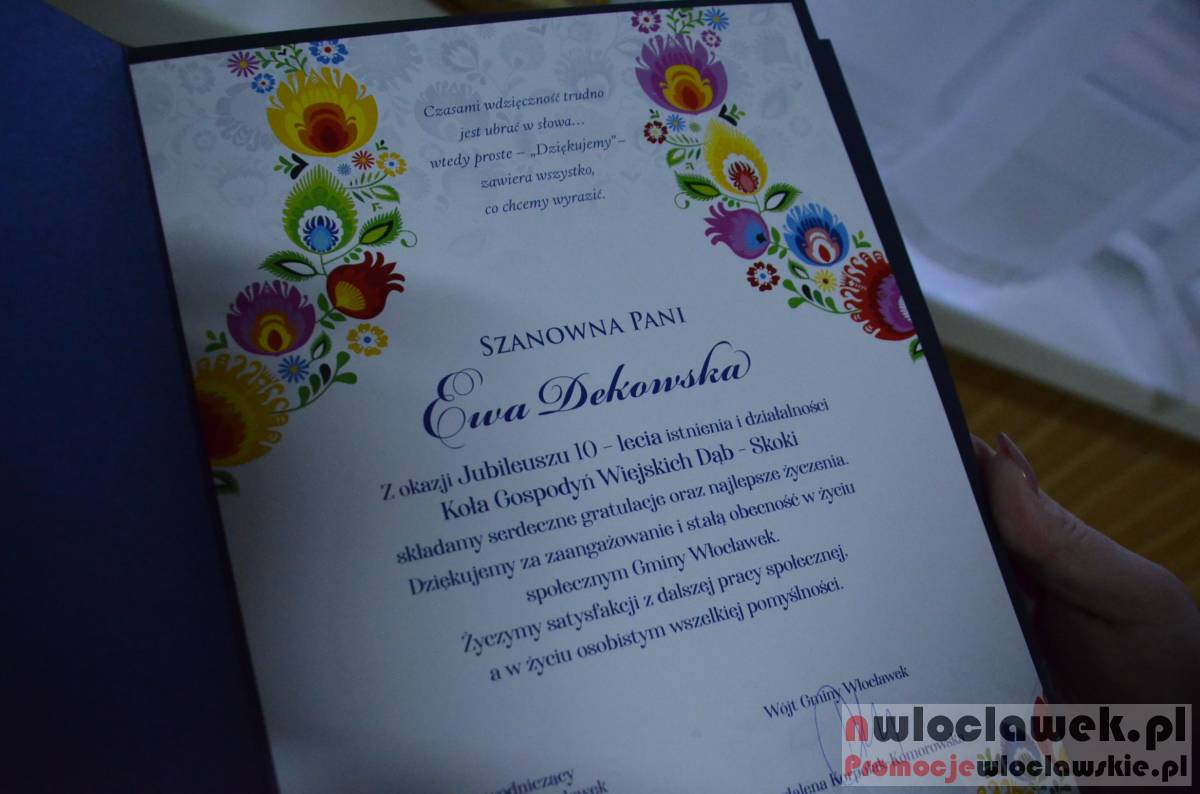 Czasami wdzięczność trudno
jest ubrać w słowa...
wtedy proste – „Dziękujemy”–
zawiera wszystko,
co chcemy wyrazić.
SZANOWNA PANI
Ewa Dekowska
Z okazji Jubileuszu 10 - lecia istnienia i działalności
Koła Gospodyń Wiejskich Dąb - Skoki
składamy serdeczne gratulacje oraz najlepsze życzenia.
Dziękujemy za zaangażowanie i stałą obecność w życiu
społecznym Gminy Włocławek.
Życzymy satysfakcji z dalszej pracy społecznej,
a w życiu osobistym wszelkiej pomyślności.
Wójt Gminy Włocławek
Korpolak-Komorowska
nwloclawek.pl
Promocjewloclawskie.pl